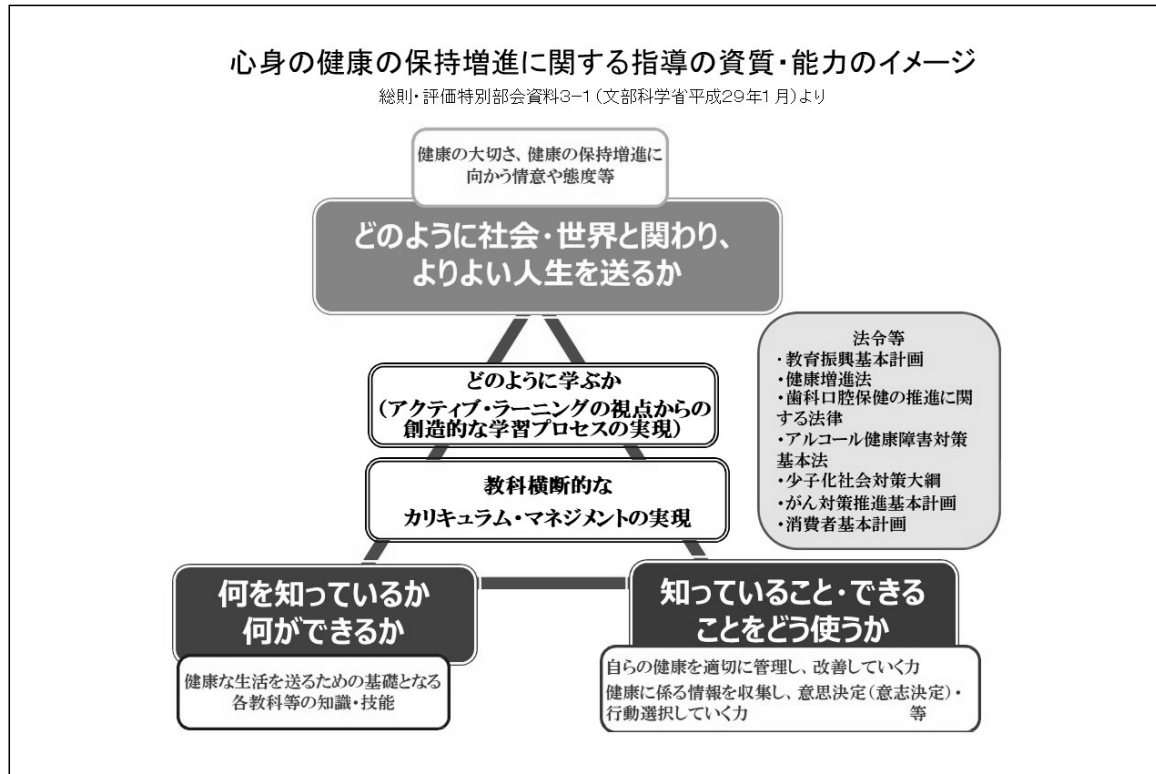 心身の健康の保持増進に関する指導の資質・能力のイメージ
総則・評価特別部会資料3-1(文部科学省平成29年1月)より
健康の大切さ、健康の保持増進に
向かう情意や態度等
どのように社会・世界と関わり、
よりよい人生を送るか
どのように学ぶか
(アクティブ・ラーニングの視点からの
創造的な学習プロセスの実現)
教科横断的な
カリキュラム・マネジメントの実現
法令等
・教育振興基本計画
・健康増進法
・歯科口腔保健の推進に関
する法律
・アルコール健康障害対策
基本法
・少子化社会対策大綱
・がん対策推進基本計画
・消費者基本計画
何を知っているか
何ができるか
健康な生活を送るための基礎となる
各教科等の知識・技能
知っていること・できる
ことをどう使うか
自らの健康を適切に管理し、改善していく力
健康に係る情報を収集し、意思決定(意志決定)・
行動選択していく力 等